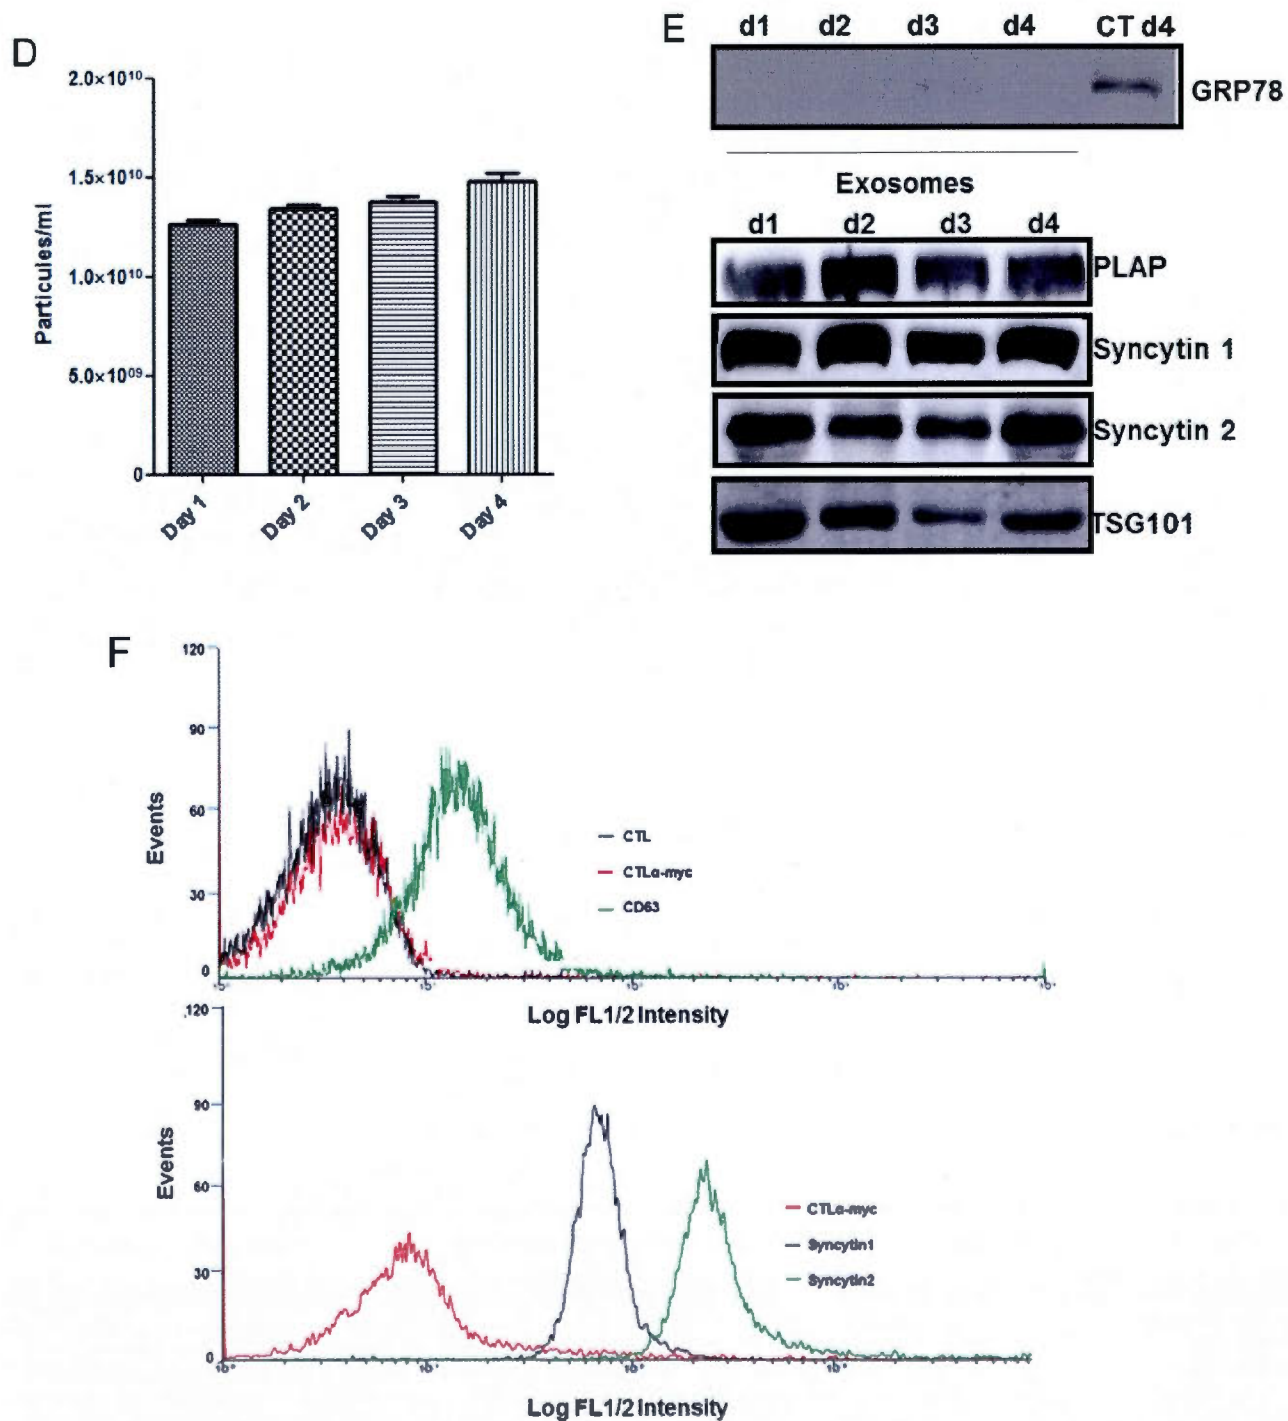 D
2.0×10¹⁰
1.5×10¹⁰
1.0×10¹⁰
5.0×10⁰⁹
0
Particules/ml
Day 1
Day 2
Day 3
Day 4
E
d1 d2 d3 d4 CT d4
GRP78
Exosomes
d1 d2 d3 d4
PLAP
Syncytin 1
Syncytin 2
TSG101
F
120
90
60
30
0
Events
CTL
CTLα-myc
CD63
Log FL1/2 Intensity
120
90
60
30
0
Events
CTLα-myc
Syncytin1
Syncytin2
Log FL1/2 Intensity